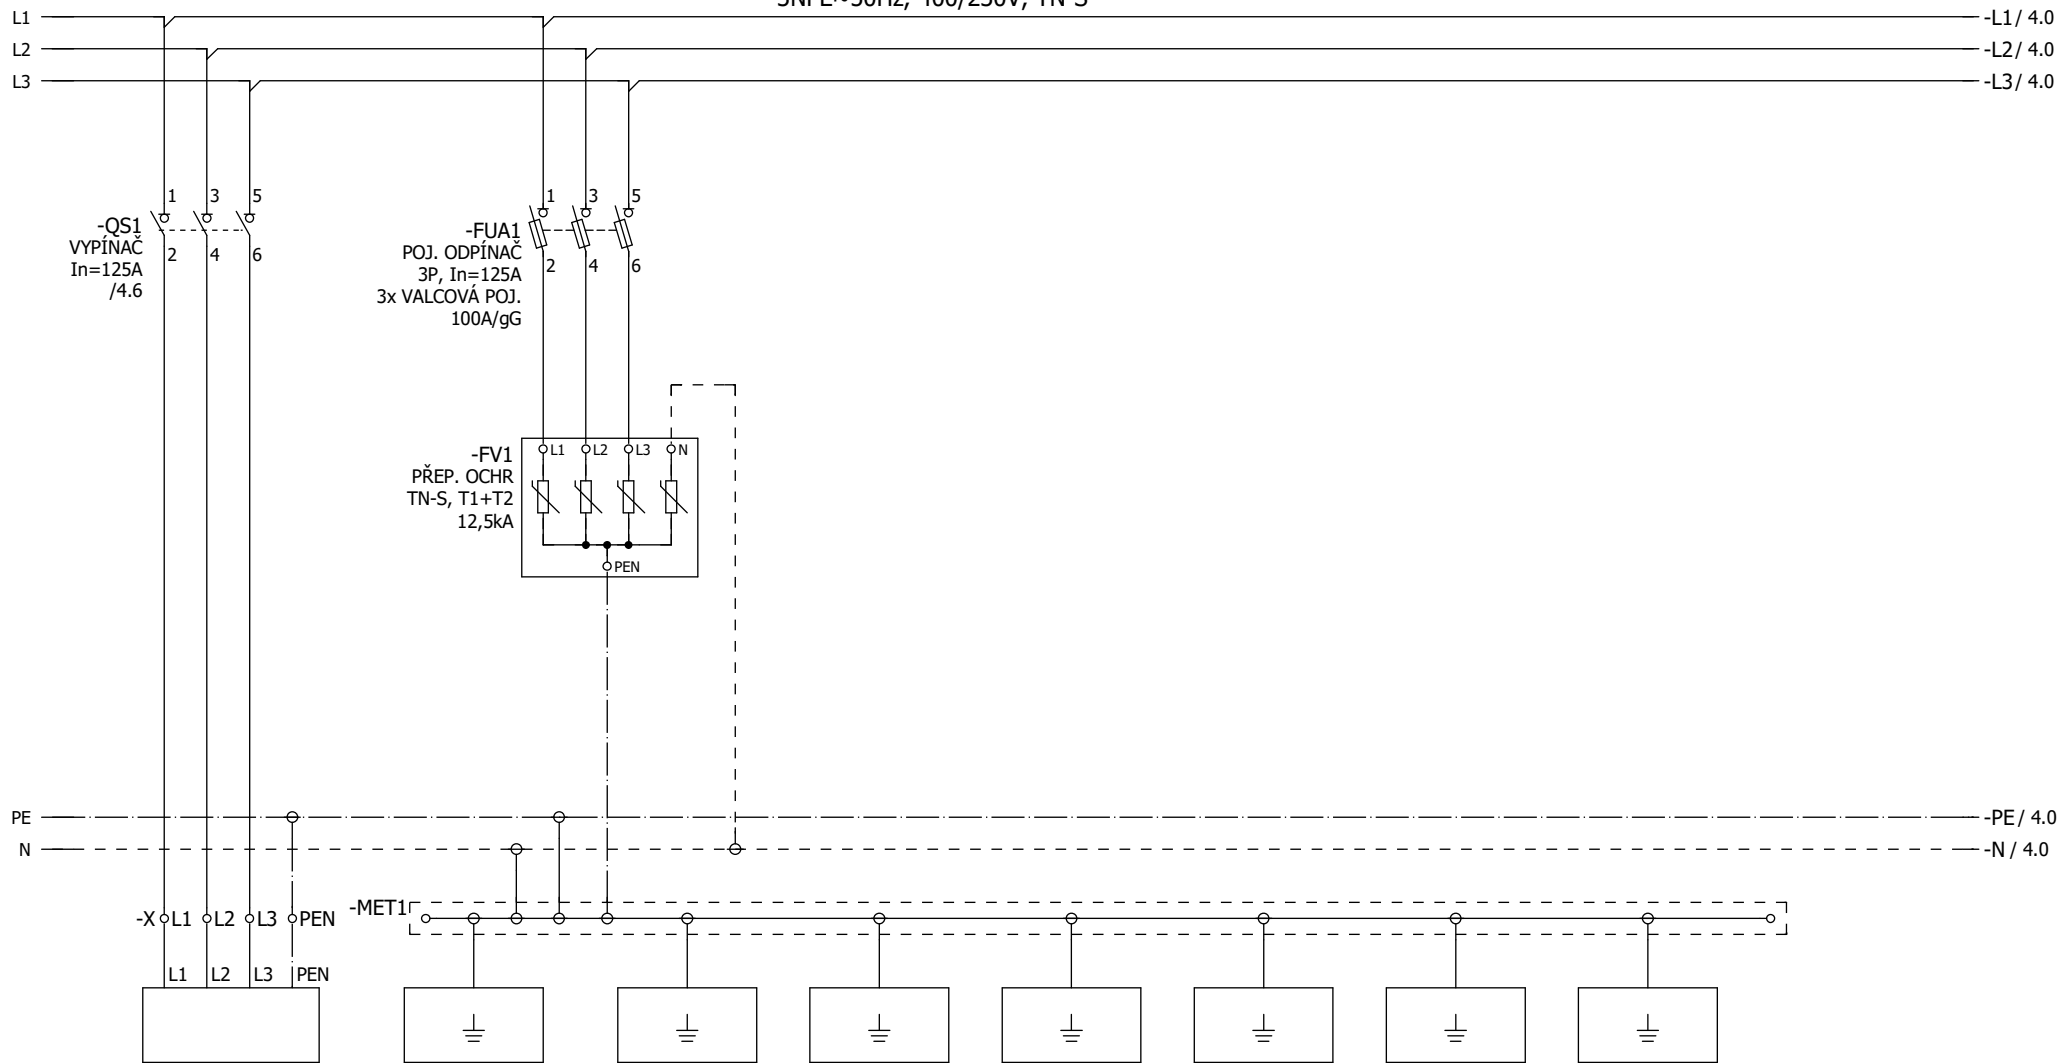 3NPE~50Hz, 400/230V, TN-S
L1
-L1/ 4.0
L2
-L2/ 4.0
L3
-L3/ 4.0
1 3 5
-QS1
VYPÍNAČ
In=125A
/4.6
2 4 6
1 3 5
-FUA1
POJ. ODPÍNAČ
3P, In=125A
3x VALCOVÁ POJ.
100A/gG
2 4 6
-FV1
PŘEP. OCHR
TN-S, T1+T2
12,5kA
L1 L2 L3 N
PEN
PE
-PE/ 4.0
N
-N/ 4.0
-X L1 L2 L3 PEN
-MET1
L1 L2 L3 PEN